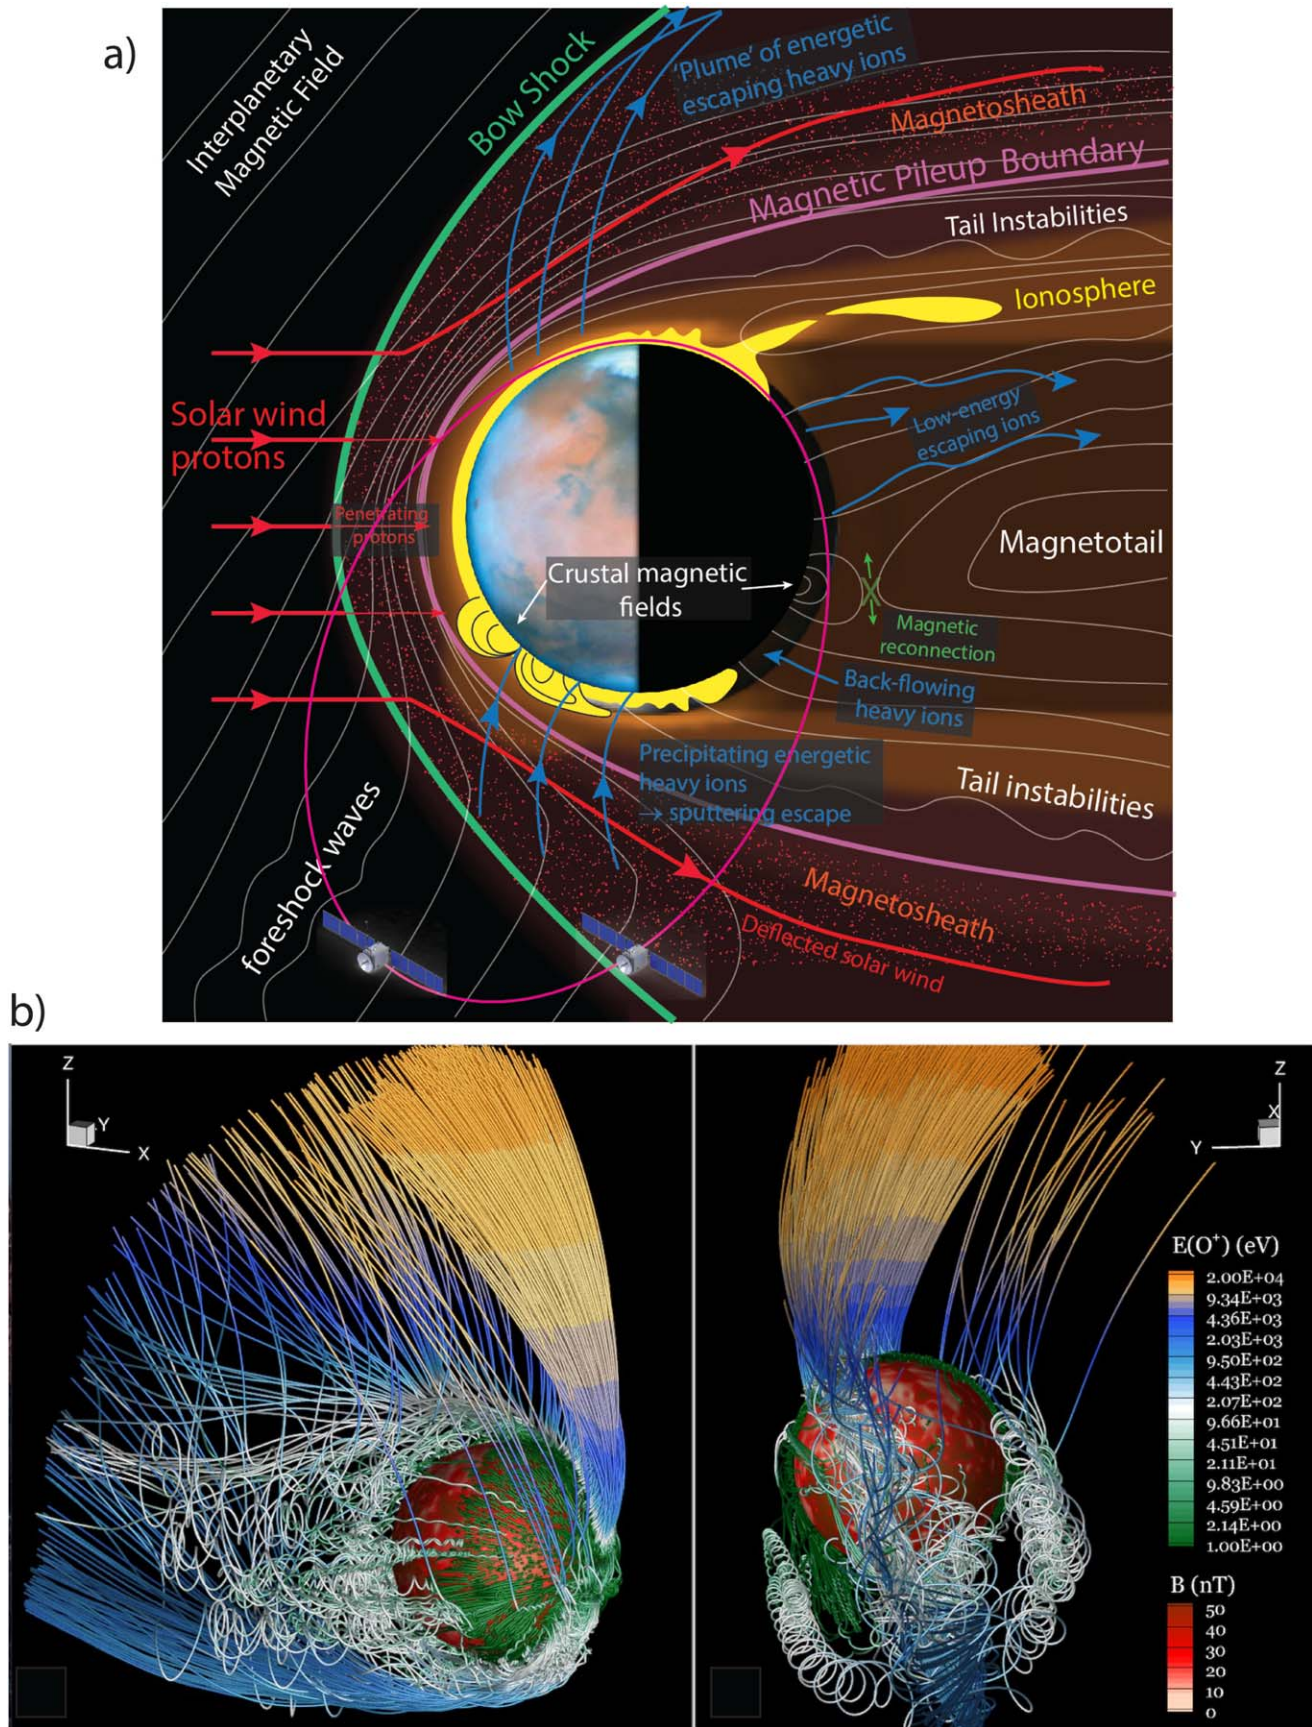 a)
Interplanetary
Magnetic Field
Bow Shock
'Plume' of energetic
escaping heavy ions
Magnetosheath
Magnetic Pileup Boundary
Tail Instabilities
Ionosphere
Solar wind
protons
Penetrating
protons
Low-energy
escaping ions
Magnetotail
Crustal magnetic
fields
Magnetic
reconnection
Back-flowing
heavy ions
Precipitating energetic
heavy ions
→ sputtering escape
Tail instabilities
foreshock waves
Magnetosheath
Deflected solar wind
b)
Z
Y
X
Z
X
Y
E(O⁺) (eV)
2.00E+04
9.34E+03
4.36E+03
2.03E+03
9.50E+02
4.43E+02
2.07E+02
9.66E+01
4.51E+01
2.11E+01
9.83E+00
4.59E+00
2.14E+00
1.00E+00
B (nT)
50
40
30
20
10
0